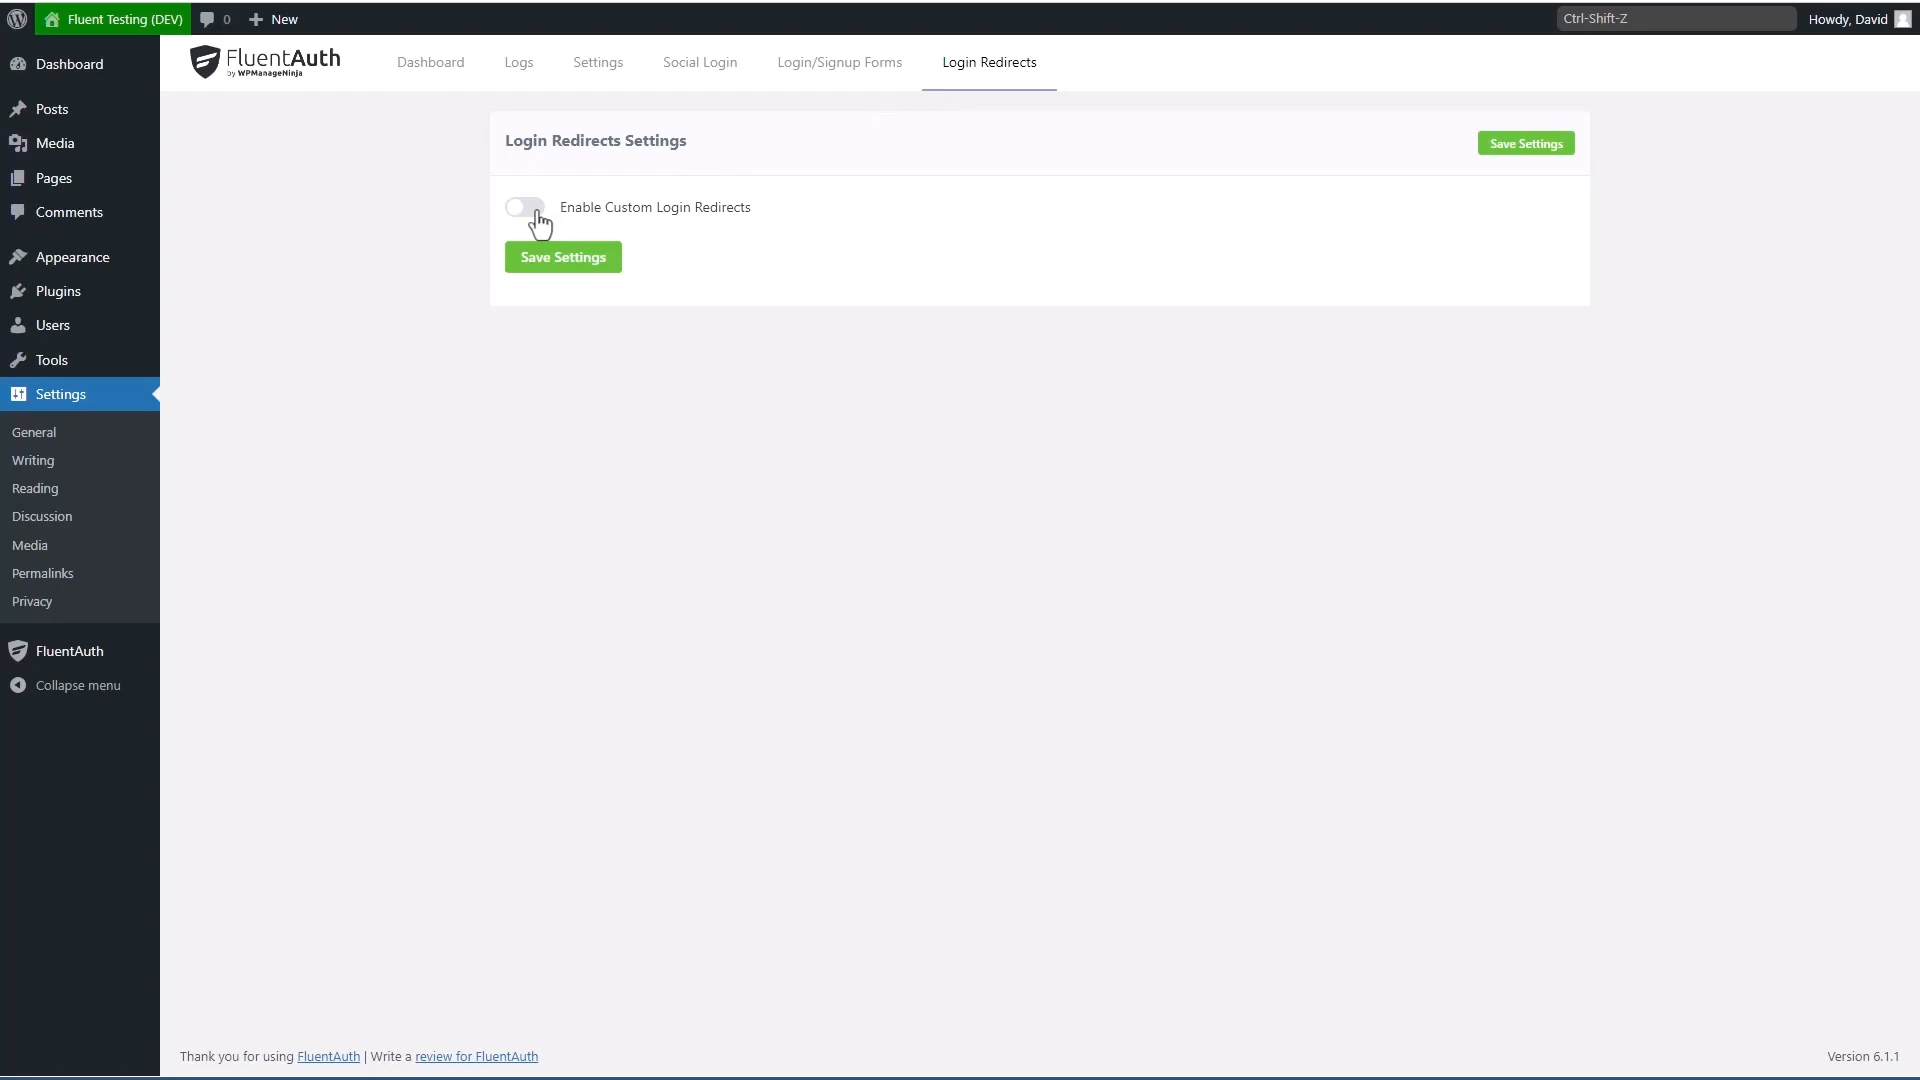 Fluent Testing (DEV) 0 New Ctrl-Shift-Z Howdy, David
FluentAuth
by WPManageNinja
Dashboard Logs Settings Social Login Login/Signup Forms Login Redirects
Dashboard
Posts
Media
Pages
Comments
Appearance
Plugins
Users
Tools
Settings
General
Writing
Reading
Discussion
Media
Permalinks
Privacy
FluentAuth
Collapse menu
Login Redirects Settings
Save Settings
Enable Custom Login Redirects
Save Settings
Thank you for using FluentAuth | Write a review for FluentAuth
Version 6.1.1